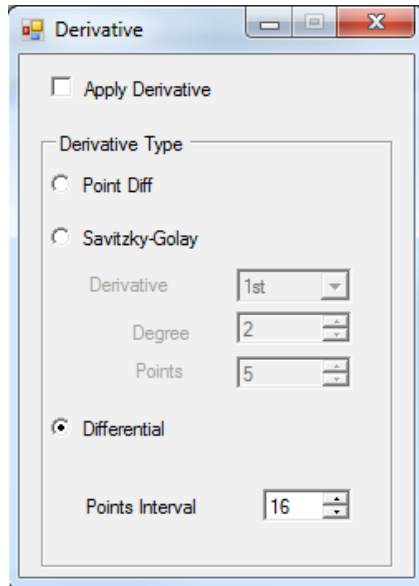 Derivative
Apply Derivative
Derivative Type
Point Diff
Savitzky-Golay
Derivative 1st
Degree 2
Points 5
Differential
Points Interval 16